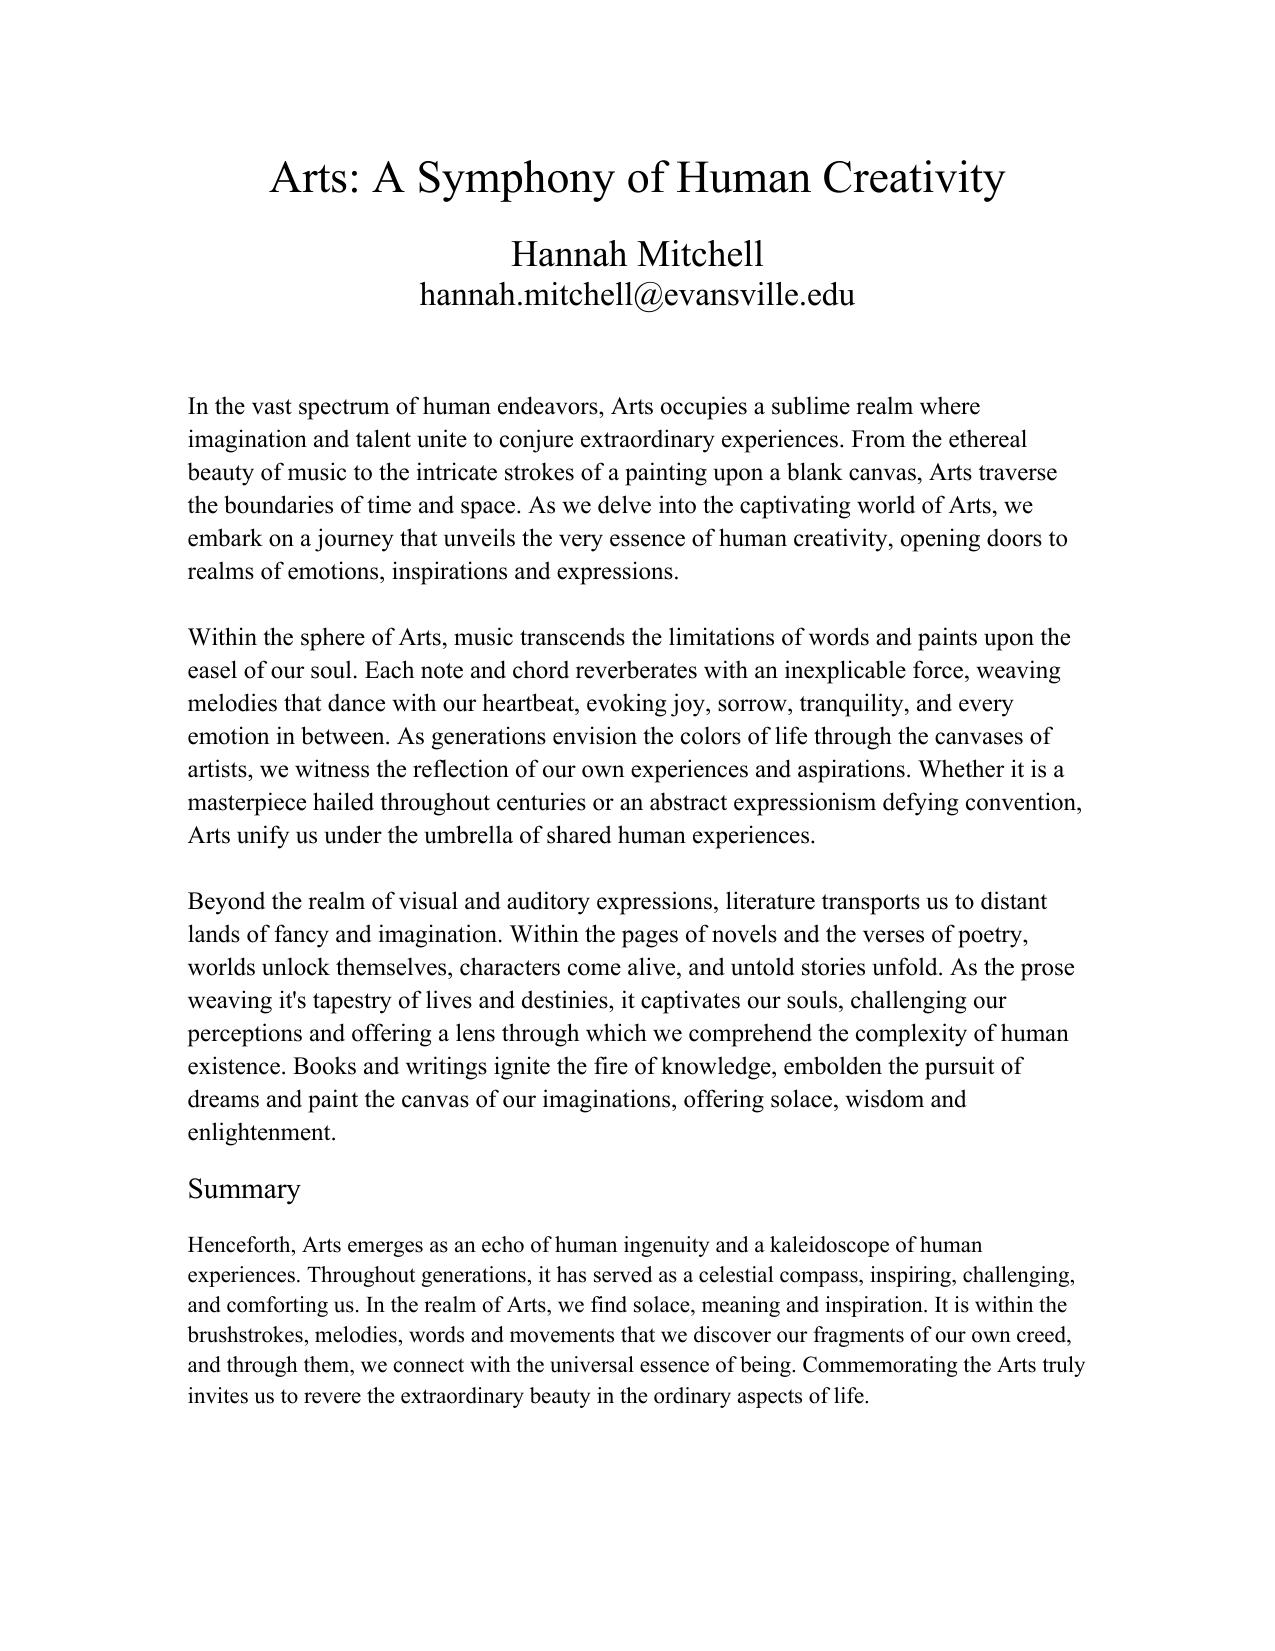 Arts: A Symphony of Human Creativity
Hannah Mitchell
hannah.mitchell@evansville.edu
In the vast spectrum of human endeavors, Arts occupies a sublime realm where
imagination and talent unite to conjure extraordinary experiences. From the ethereal
beauty of music to the intricate strokes of a painting upon a blank canvas, Arts traverse
the boundaries of time and space. As we delve into the captivating world of Arts, we
embark on a journey that unveils the very essence of human creativity, opening doors to
realms of emotions, inspirations and expressions.
Within the sphere of Arts, music transcends the limitations of words and paints upon the
easel of our soul. Each note and chord reverberates with an inexplicable force, weaving
melodies that dance with our heartbeat, evoking joy, sorrow, tranquility, and every
emotion in between. As generations envision the colors of life through the canvases of
artists, we witness the reflection of our own experiences and aspirations. Whether it is a
masterpiece hailed throughout centuries or an abstract expressionism defying convention,
Arts unify us under the umbrella of shared human experiences.
Beyond the realm of visual and auditory expressions, literature transports us to distant
lands of fancy and imagination. Within the pages of novels and the verses of poetry,
worlds unlock themselves, characters come alive, and untold stories unfold. As the prose
weaving it's tapestry of lives and destinies, it captivates our souls, challenging our
perceptions and offering a lens through which we comprehend the complexity of human
existence. Books and writings ignite the fire of knowledge, embolden the pursuit of
dreams and paint the canvas of our imaginations, offering solace, wisdom and
enlightenment.
Summary
Henceforth, Arts emerges as an echo of human ingenuity and a kaleidoscope of human
experiences. Throughout generations, it has served as a celestial compass, inspiring, challenging,
and comforting us. In the realm of Arts, we find solace, meaning and inspiration. It is within the
brushstrokes, melodies, words and movements that we discover our fragments of our own creed,
and through them, we connect with the universal essence of being. Commemorating the Arts truly
invites us to revere the extraordinary beauty in the ordinary aspects of life.